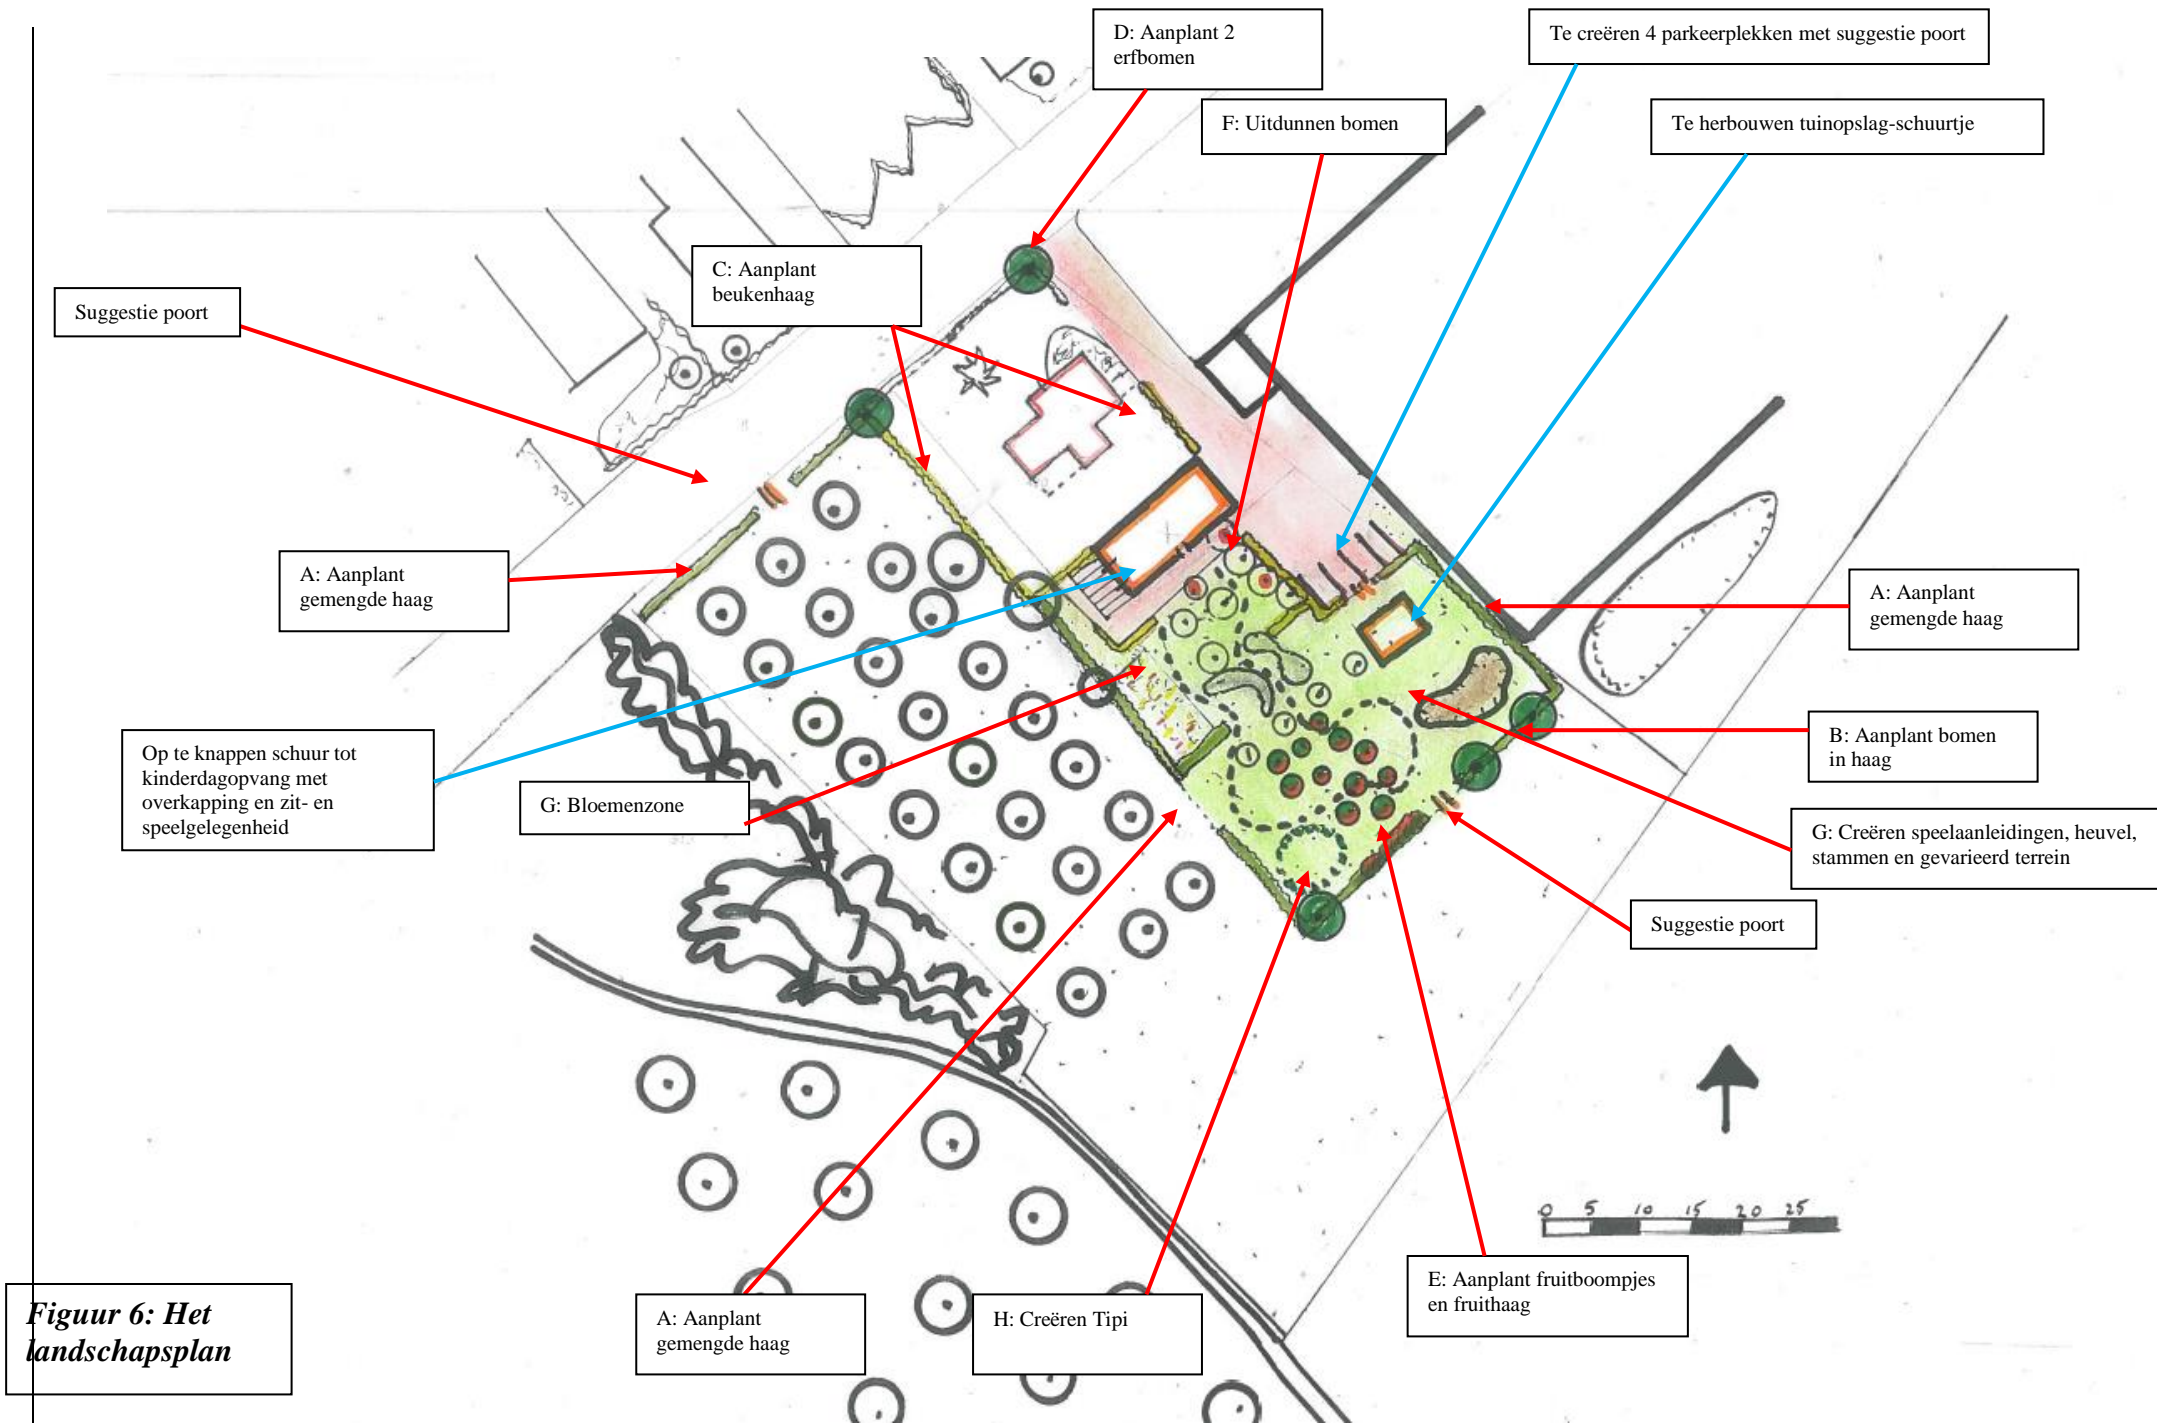 D: Aanplant 2
erfbomen
Te creëren 4 parkeerplekken met suggestie poort
F: Uitdunnen bomen
Te herbouwen tuinopslag-schuurtje
C: Aanplant
beukenhaag
Suggestie poort
A: Aanplant
gemengde haag
A: Aanplant
gemengde haag
Op te knappen schuur tot
kinderdagopvang met
overkapping en zit- en
speelgelegenheid
G: Bloemenzone
B: Aanplant bomen
in haag
G: Creëren speelaanleidingen, heuvel,
stammen en gevarieerd terrein
Suggestie poort
0 5 10 15 20 25
E: Aanplant fruitboompjes
en fruithaag
A: Aanplant
gemengde haag
H: Creëren Tipi
Figuur 6: Het
landschapsplan